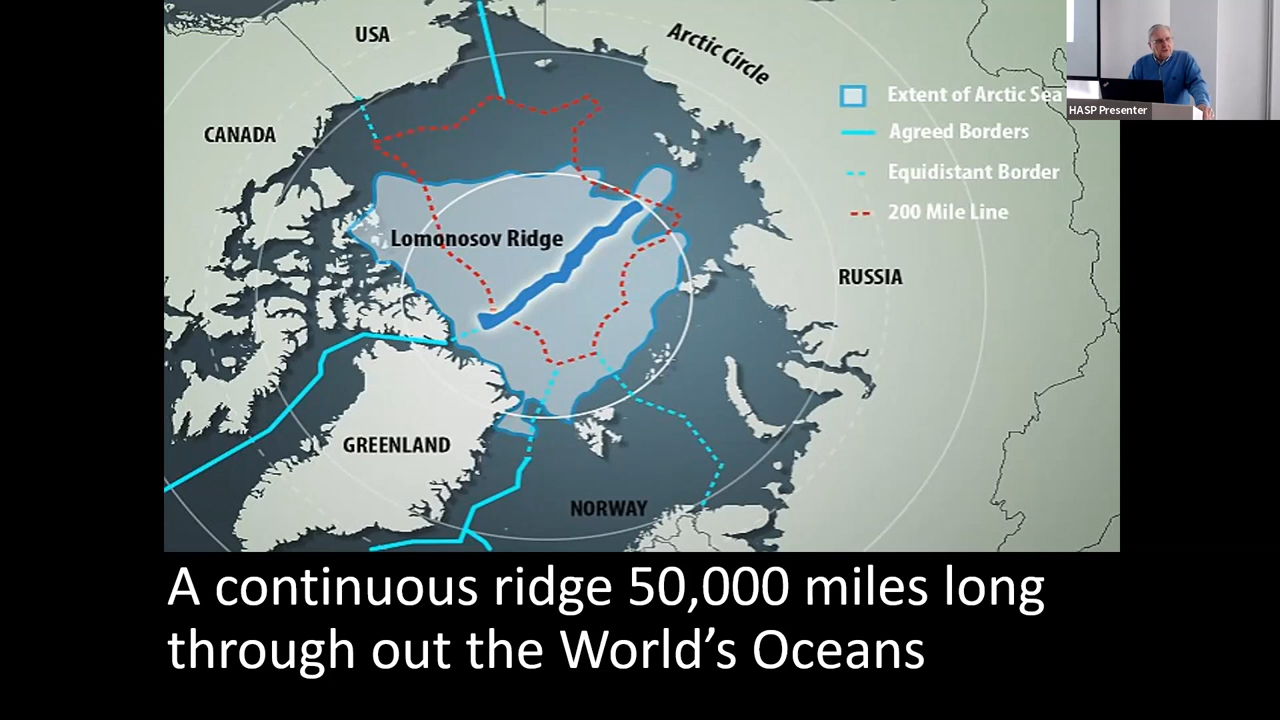 USA
Arctic Circle
CANADA
Extent of Arctic Sea
Agreed Borders
Equidistant Border
200 Mile Line
HASP Presenter
Lomonosov Ridge
RUSSIA
GREENLAND
NORWAY
A continuous ridge 50,000 miles long
through out the World’s Oceans